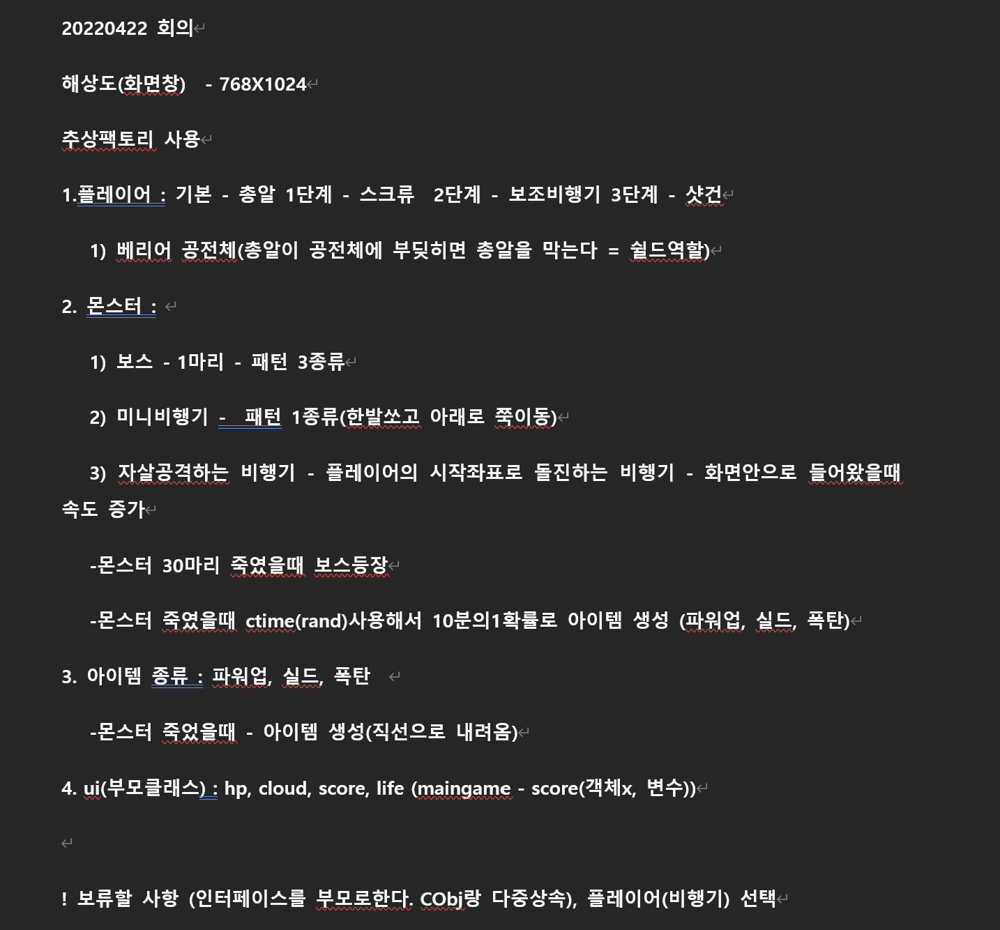 20220422 회의
해상도(화면창) - 768X1024
추상팩토리 사용
1.플레이어 : 기본 - 총알 1단계 - 스크류 2단계 - 보조비행기 3단계 - 샷건
1) 베리어 공전체(총알이 공전체에 부딪히면 총알을 막는다 = 쉴드역할)
2. 몬스터 :
1) 보스 - 1마리 - 패턴 3종류
2) 미니비행기 - 패턴 1종류(한발쏘고 아래로 쭉이동)
3) 자살공격하는 비행기 - 플레이어의 시작좌표로 돌진하는 비행기 - 화면안으로 들어왔을때
속도 증가
-몬스터 30마리 죽였을때 보스등장
-몬스터 죽였을때 ctime(rand)사용해서 10분의1확률로 아이템 생성 (파워업, 실드, 폭탄)
3. 아이템 종류 : 파워업, 실드, 폭탄
-몬스터 죽었을때 - 아이템 생성(직선으로 내려옴)
4. ui(부모클래스) : hp, cloud, score, life (maingame - score(객체x, 변수))
! 보류할 사항 (인터페이스를 부모로한다. CObj랑 다중상속), 플레이어(비행기) 선택